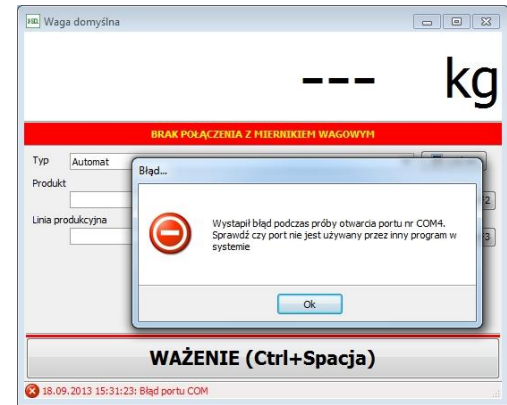 Waga domyślna
--- kg
BRAK POŁĄCZENIA Z MIERNIKIEM WAGOWYM
Typ Automat
Błąd...
Produkt
Wystąpił błąd podczas próby otwarcia portu nr COM4.
Sprawdź czy port nie jest używany przez inny program w
systemie
Linia produkcyjna
Ok
WAŻENIE (Ctrl+Spacja)
18.09.2013 15:31:23: Błąd portu COM